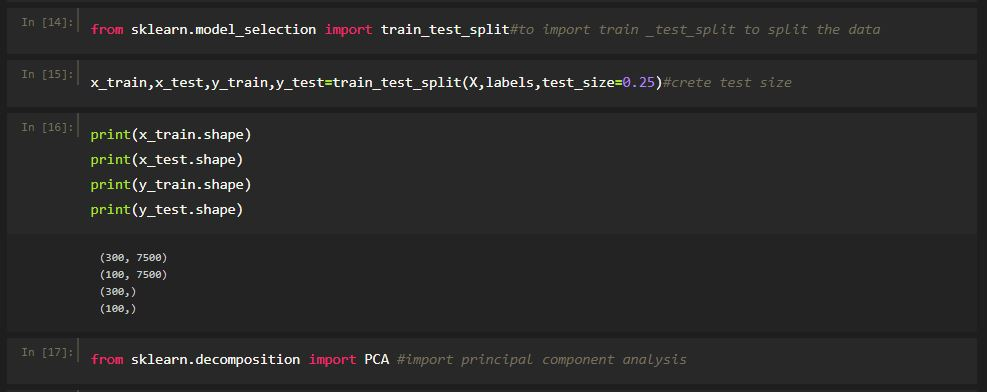 In [14]:
from sklearn.model_selection import train_test_split#to import train _test_split to split the data
In [15]:
x_train,x_test,y_train,y_test=train_test_split(X,labels,test_size=0.25)#crete test size
In [16]:
print(x_train.shape)
print(x_test.shape)
print(y_train.shape)
print(y_test.shape)
(300, 7500)
(100, 7500)
(300,)
(100,)
In [17]:
from sklearn.decomposition import PCA #import principal component analysis